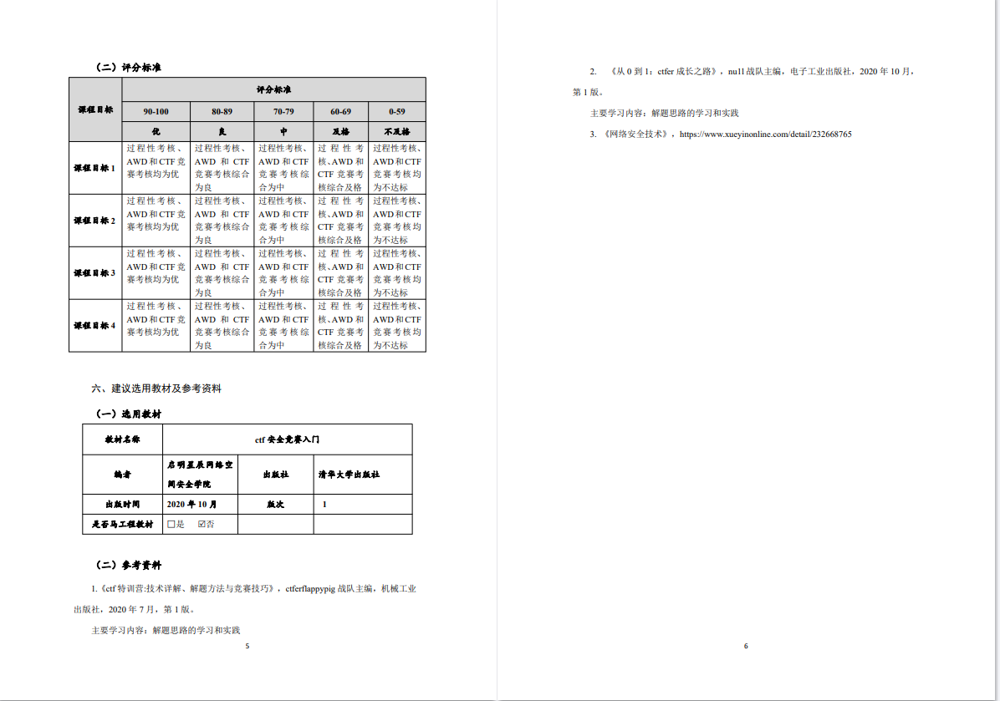 （二）评分标准
课程目标
评分标准
90-100 80-89 70-79 60-69 0-59
优 良 中 及格 不及格
课程目标 1
过程性考核、
AWD 和 CTF 竞
赛考核均为优
过程性考核、
AWD 和 CTF
竞赛考核综合
为良
过程性考核、
AWD 和 CTF
竞赛考核综
合为中
过程性考
核、AWD 和
CTF 竞赛考
核综合及格
过程性考核、
AWD 和 CTF
竞赛考核均
为不达标
课程目标 2
过程性考核、
AWD 和 CTF 竞
赛考核均为优
过程性考核、
AWD 和 CTF
竞赛考核综合
为良
过程性考核、
AWD 和 CTF
竞赛考核综
合为中
过程性考
核、AWD 和
CTF 竞赛考
核综合及格
过程性考核、
AWD 和 CTF
竞赛考核均
为不达标
课程目标 3
过程性考核、
AWD 和 CTF 竞
赛考核均为优
过程性考核、
AWD 和 CTF
竞赛考核综合
为良
过程性考核、
AWD 和 CTF
竞赛考核综
合为中
过程性考
核、AWD 和
CTF 竞赛考
核综合及格
过程性考核、
AWD 和 CTF
竞赛考核均
为不达标
课程目标 4
过程性考核、
AWD 和 CTF 竞
赛考核均为优
过程性考核、
AWD 和 CTF
竞赛考核综合
为良
过程性考核、
AWD 和 CTF
竞赛考核综
合为中
过程性考
核、AWD 和
CTF 竞赛考
核综合及格
过程性考核、
AWD 和 CTF
竞赛考核均
为不达标
六、建议选用教材及参考资料
（一）选用教材
教材名称 ctf 安全竞赛入门
编者
启明星辰网络空
间安全学院
出版社 清华大学出版社
出版时间 2020 年 10 月 版次 1
是否马工程教材 □是 ☑否
（二）参考资料
1.《ctf 特训营:技术详解、解题方法与竞赛技巧》，ctferflappypig 战队主编，机械工业
出版社，2020 年 7 月，第 1 版。
主要学习内容：解题思路的学习和实践
5
2. 《从 0 到 1：ctfer 成长之路》，nu1l 战队主编，电子工业出版社，2020 年 10 月，
第 1 版。
主要学习内容：解题思路的学习和实践
3. 《网络安全技术》，https://www.xueyinonline.com/detail/232668765
6